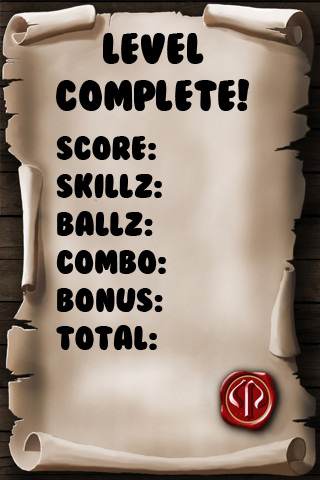 LEVEL
COMPLETE!
SCORE:
SKILLZ:
BALLZ:
COMBO:
BONUS:
TOTAL: